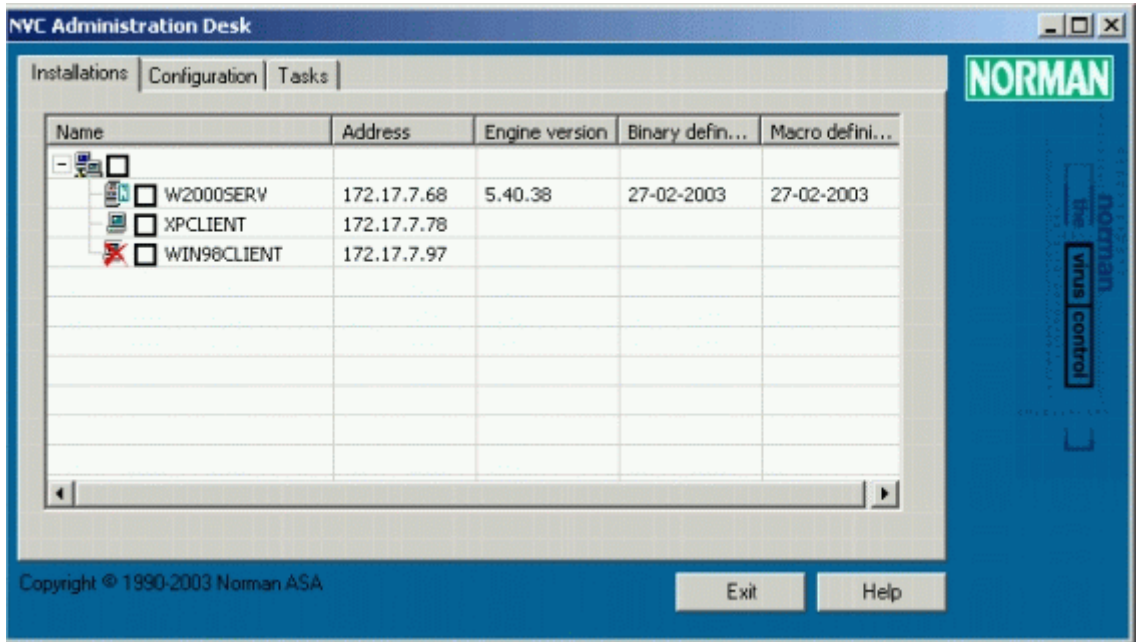 NVC Administration Desk
Installations Configuration Tasks
NORMAN
Name Address Engine version Binary defin... Macro defini...
W2000SERV 172.17.7.68 5.40.38 27-02-2003 27-02-2003
XPCLIENT 172.17.7.78
WIN98CLIENT 172.17.7.97
norman
the virus control
Copyright © 1990-2003 Norman ASA
Exit Help